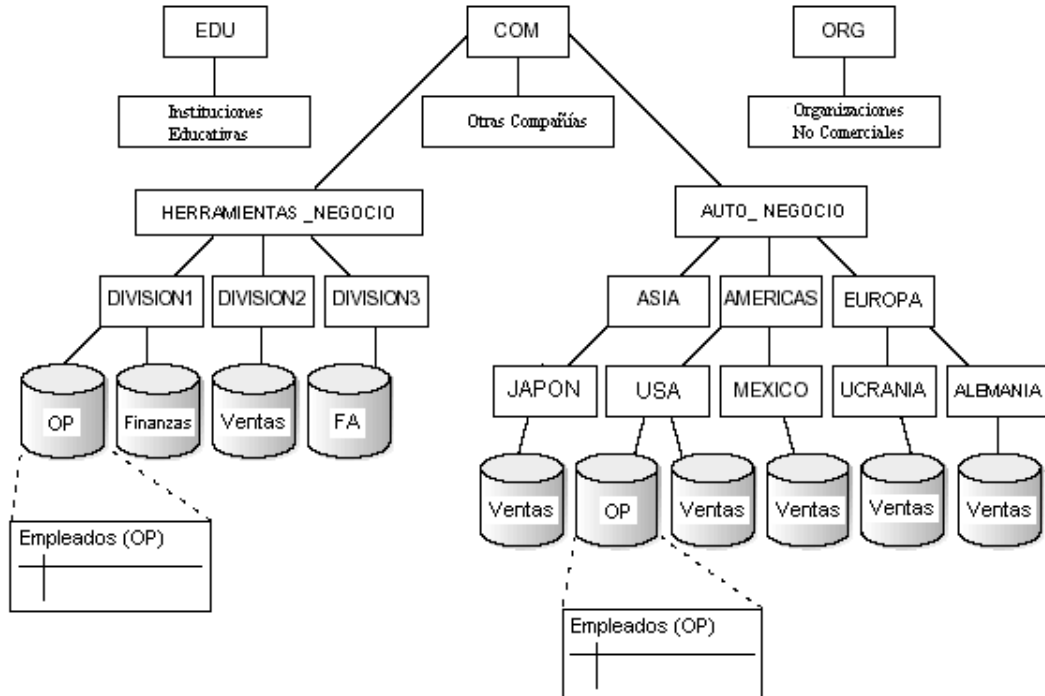 EDU
COM
ORG
Instituciones
Educativas
Otras Compañías
Organizaciones
No Comerciales
HERRAMIENTAS _NEGOCIO
AUTO_ NEGOCIO
DIVISION1
DIVISION2
DIVISION3
ASIA
AMERICAS
EUROPA
JAPON
USA
MEXICO
UCRANIA
ALEMANIA
OP
Finanzas
Ventas
FA
Ventas
OP
Ventas
Ventas
Ventas
Ventas
Empleados (OP)
Empleados (OP)